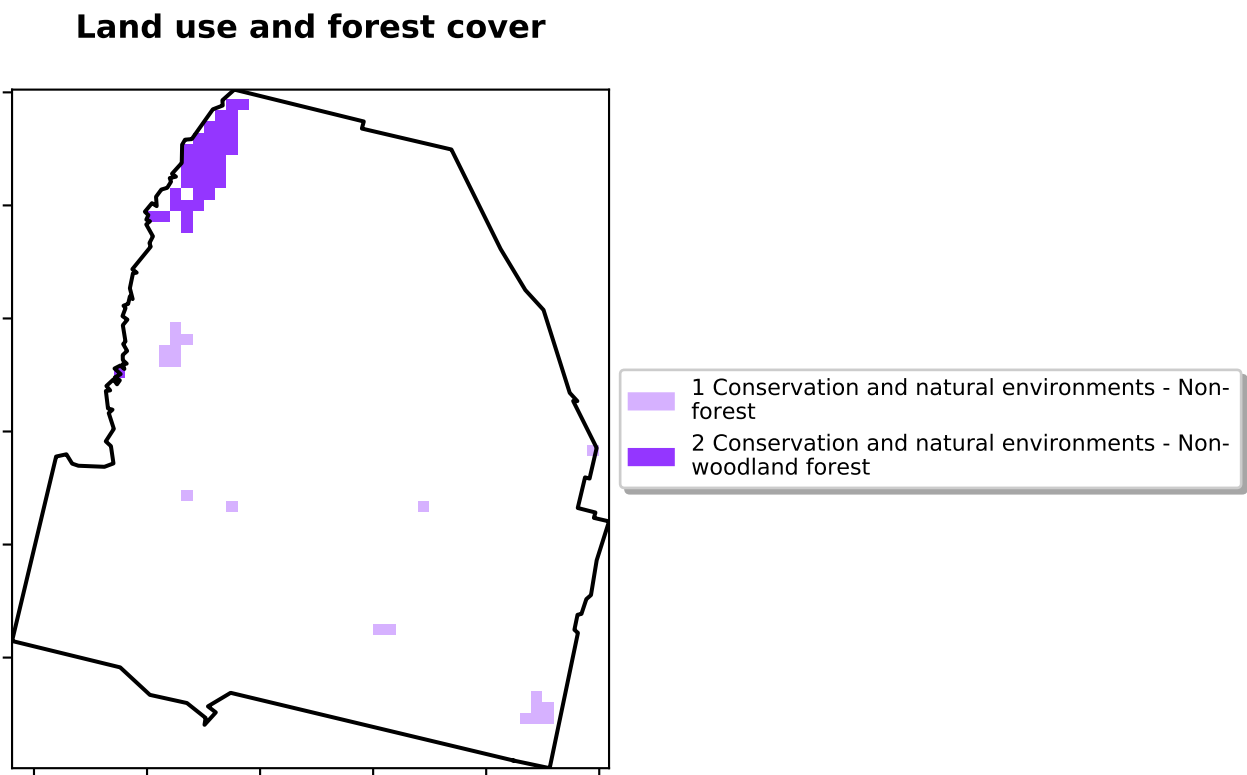 Land use and forest cover
1 Conservation and natural environments - Non-
forest
2 Conservation and natural environments - Non-
woodland forest